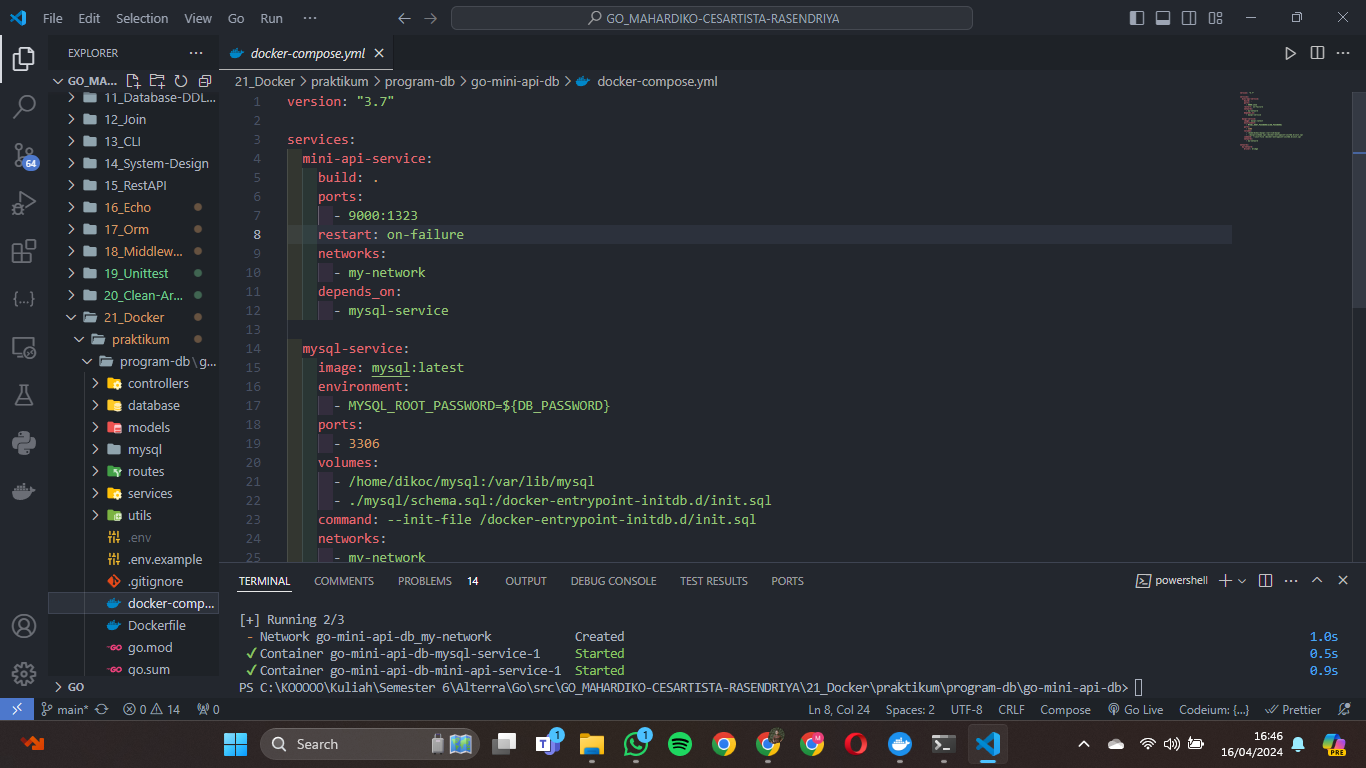 File Edit Selection View Go Run ···
GO_MAHARDIKO-CESARTISTA-RASENDRIYA
EXPLORER ···
GO_MA...
11_Database-DDL...
12_Join
13_CLI
14_System-Design
15_RestAPI
16_Echo
17_Orm
18_Middlew...
19_Unittest
20_Clean-Ar...
21_Docker
praktikum
program-db\g...
controllers
database
models
mysql
routes
services
utils
.env
.env.example
.gitignore
docker-comp...
Dockerfile
go.mod
go.sum
GO
64
docker-compose.yml
21_Docker > praktikum > program-db > go-mini-api-db > docker-compose.yml
1 version: "3.7"
2
3 services:
4 mini-api-service:
5 build: .
6 ports:
7 - 9000:1323
8 restart: on-failure
9 networks:
10 - my-network
11 depends_on:
12 - mysql-service
13
14 mysql-service:
15 image: mysql:latest
16 environment:
17 - MYSQL_ROOT_PASSWORD=${DB_PASSWORD}
18 ports:
19 - 3306
20 volumes:
21 - /home/dikoc/mysql:/var/lib/mysql
22 - ./mysql/schema.sql:/docker-entrypoint-initdb.d/init.sql
23 command: --init-file /docker-entrypoint-initdb.d/init.sql
24 networks:
25 - my-network
TERMINAL COMMENTS PROBLEMS 14 OUTPUT DEBUG CONSOLE TEST RESULTS PORTS
powershell
[+] Running 2/3
- Network go-mini-api-db_my-network Created 1.0s
✓ Container go-mini-api-db-mysql-service-1 Started 0.5s
✓ Container go-mini-api-db-mini-api-service-1 Started 0.9s
PS C:\KOOOOO\Kuliah\Semester 6\Alterra\Go\src\GO_MAHARDIKO-CESARTISTA-RASENDRIYA\21_Docker\praktikum\program-db\go-mini-api-db>
main* 0 14 0 Ln 8, Col 24 Spaces: 2 UTF-8 CRLF Compose Go Live Codeium: {...} Prettier
Search
1
1
M
16:46
16/04/2024
PRE